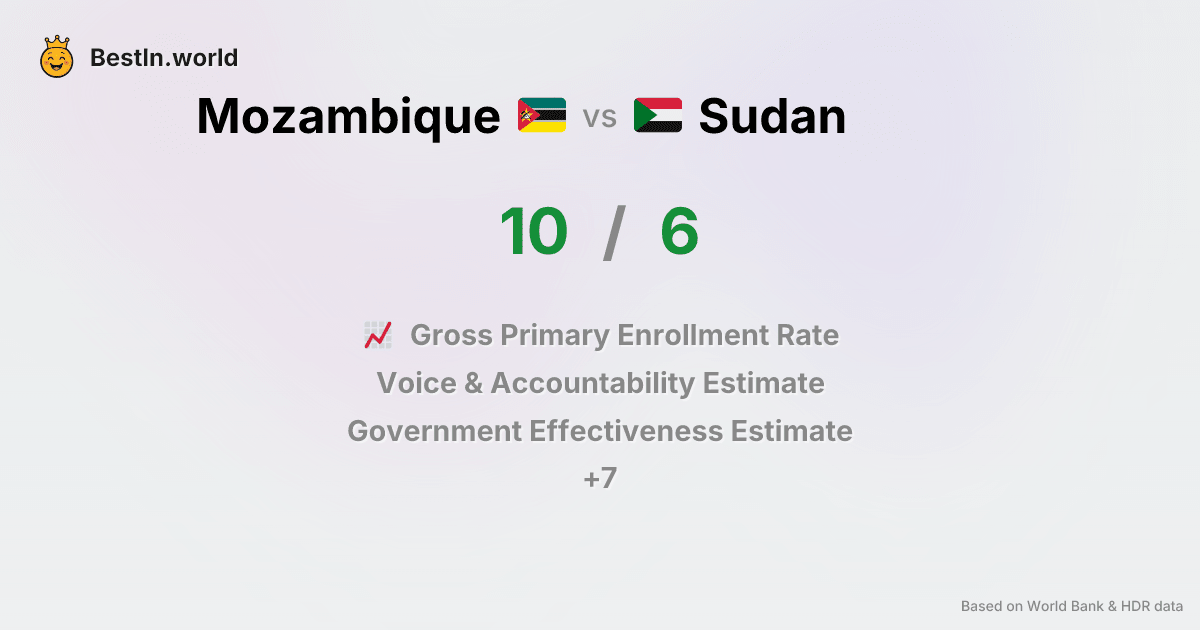 BestIn.world
Mozambique vs Sudan
10 / 6
Gross Primary Enrollment Rate
Voice & Accountability Estimate
Government Effectiveness Estimate
+7
Based on World Bank & HDR data